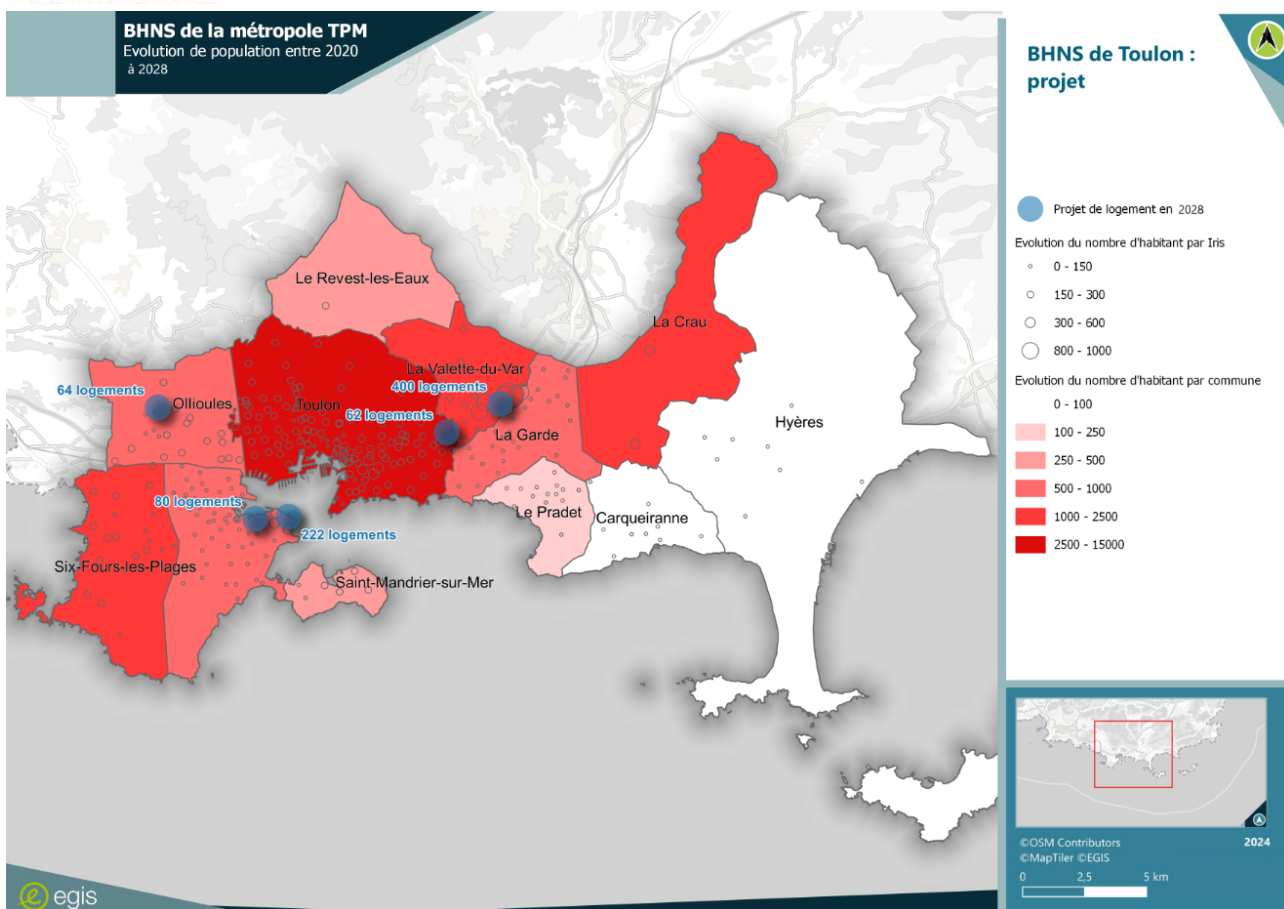 BHNS de la métropole TPM
Evolution de population entre 2020
à 2028
Le Revest-les-Eaux
La Crau
La Valette-du-Var
400 logements
64 logements
Ollioules
Toulon
62 logements
La Garde
Hyères
80 logements
222 logements
Le Pradet
Carqueiranne
Six-Fours-les-Plages
Saint-Mandrier-sur-Mer
egis
BHNS de Toulon :
projet
Projet de logement en 2028
Evolution du nombre d'habitant par Iris
0 - 150
150 - 300
300 - 600
800 - 1000
Evolution du nombre d'habitant par commune
0 - 100
100 - 250
250 - 500
500 - 1000
1000 - 2500
2500 - 15000
©OSM Contributors
2024
©MapTiler ©EGIS
0 2,5 5 km